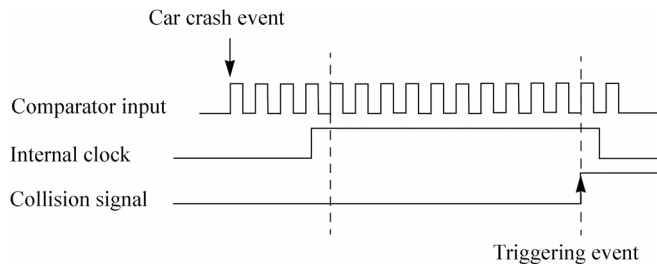 Car crash event
Comparator input
Internal clock
Collision signal
Triggering event